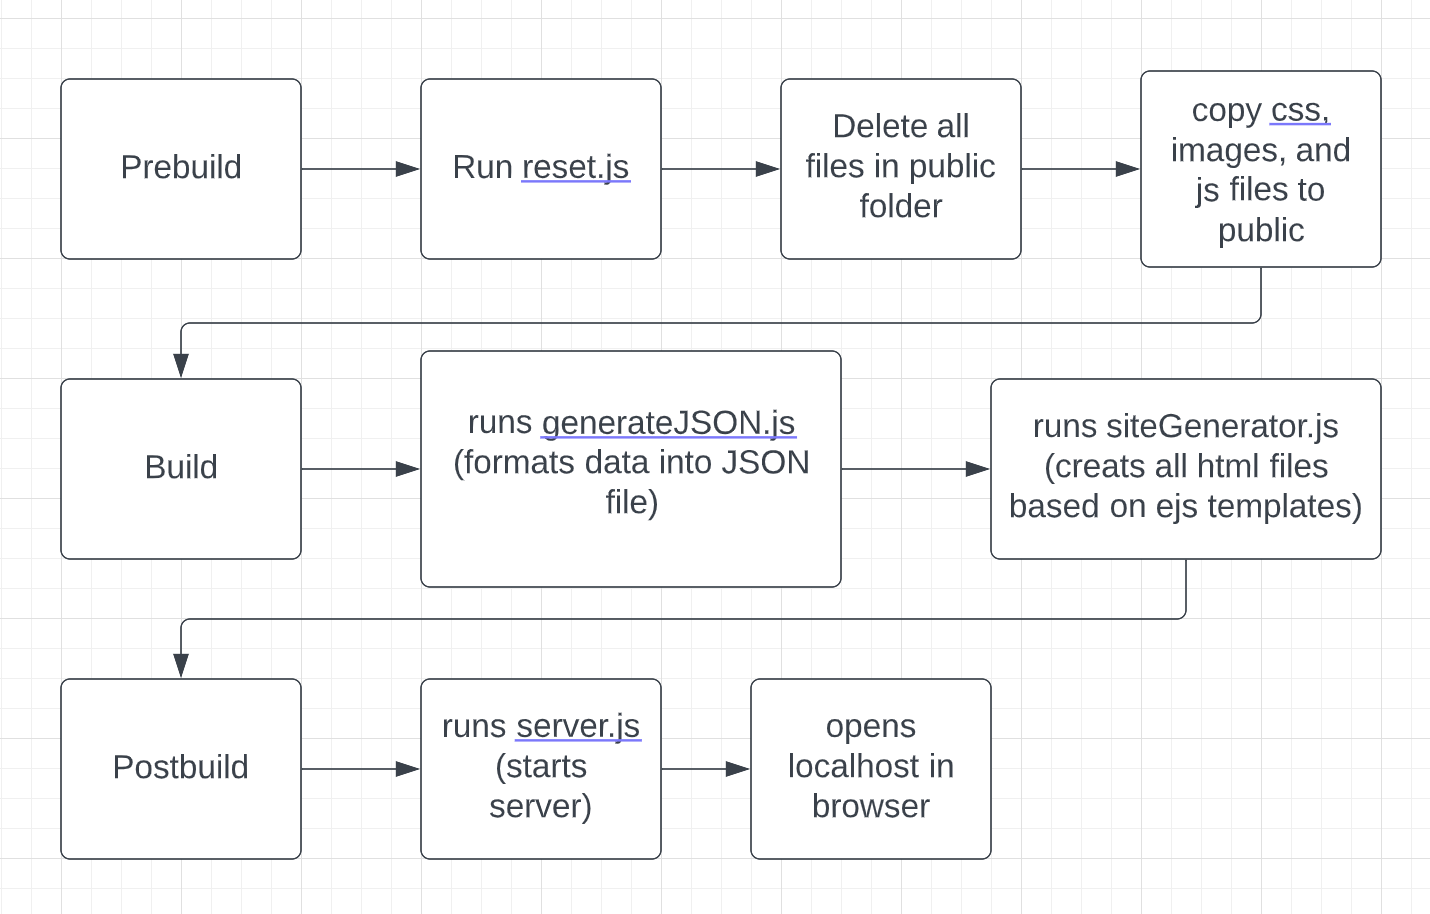 Prebuild
Run reset.js
Delete all
files in public
folder
copy css,
images, and
js files to
public
Build
runs generateJSON.js
(formats data into JSON
file)
runs siteGenerator.js
(creats all html files
based on ejs templates)
Postbuild
runs server.js
(starts
server)
opens
localhost in
browser